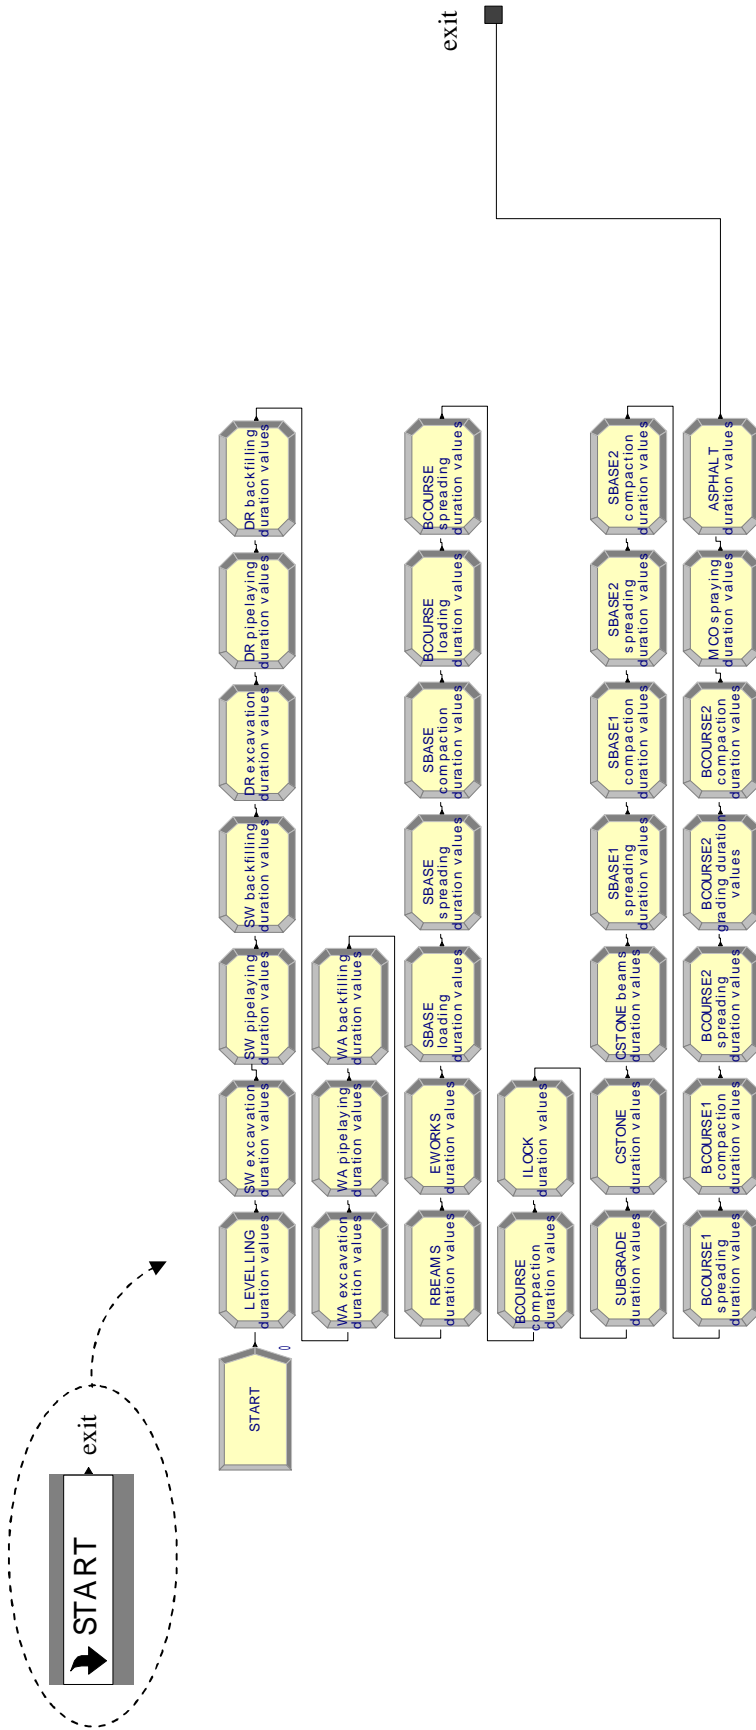 START
exit
START
0
LEVELLING
duration values
SW excavation
duration values
SW pipelaying
duration values
SW backfilling
duration values
DR excavation
duration values
DR pipelaying
duration values
DR backfilling
duration values
WA excavation
duration values
WA pipelaying
duration values
WA backfilling
duration values
RBEAMS
duration values
EWORKS
duration values
SBASE
loading
duration values
SBASE
spreading
duration values
SBASE
compaction
duration values
BCOURSE
loading
duration values
BCOURSE
spreading
duration values
BCOURSE
compaction
duration values
ILOCK
duration values
SUBGRADE
duration values
CSTONE
duration values
CSTONE beams
duration values
SBASE1
spreading
duration values
SBASE1
compaction
duration values
SBASE2
spreading
duration values
SBASE2
compaction
duration values
BCOURSE1
spreading
duration values
BCOURSE1
compaction
duration values
BCOURSE2
spreading
duration values
BCOURSE2
grading duration
values
BCOURSE2
compaction
duration values
MCO spraying
duration values
ASPHALT
duration values
exit